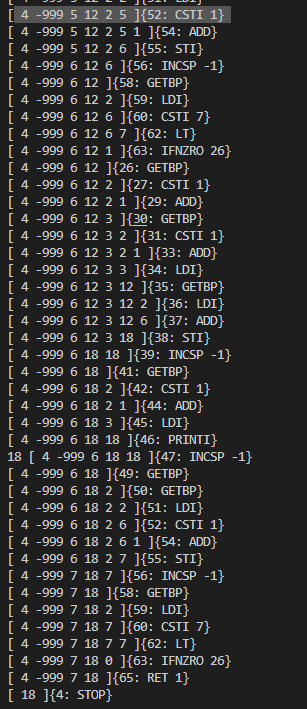 [ 4 -999 5 12 2 5 ]{52: CSTI 1}
[ 4 -999 5 12 2 5 1 ]{54: ADD}
[ 4 -999 5 12 2 6 ]{55: STI}
[ 4 -999 6 12 6 ]{56: INCSP -1}
[ 4 -999 6 12 ]{58: GETBP}
[ 4 -999 6 12 2 ]{59: LDI}
[ 4 -999 6 12 6 ]{60: CSTI 7}
[ 4 -999 6 12 6 7 ]{62: LT}
[ 4 -999 6 12 1 ]{63: IFNZRO 26}
[ 4 -999 6 12 ]{26: GETBP}
[ 4 -999 6 12 2 ]{27: CSTI 1}
[ 4 -999 6 12 2 1 ]{29: ADD}
[ 4 -999 6 12 3 ]{30: GETBP}
[ 4 -999 6 12 3 2 ]{31: CSTI 1}
[ 4 -999 6 12 3 2 1 ]{33: ADD}
[ 4 -999 6 12 3 3 ]{34: LDI}
[ 4 -999 6 12 3 12 ]{35: GETBP}
[ 4 -999 6 12 3 12 2 ]{36: LDI}
[ 4 -999 6 12 3 12 6 ]{37: ADD}
[ 4 -999 6 12 3 18 ]{38: STI}
[ 4 -999 6 18 18 ]{39: INCSP -1}
[ 4 -999 6 18 ]{41: GETBP}
[ 4 -999 6 18 2 ]{42: CSTI 1}
[ 4 -999 6 18 2 1 ]{44: ADD}
[ 4 -999 6 18 3 ]{45: LDI}
[ 4 -999 6 18 18 ]{46: PRINTI}
18 [ 4 -999 6 18 18 ]{47: INCSP -1}
[ 4 -999 6 18 ]{49: GETBP}
[ 4 -999 6 18 2 ]{50: GETBP}
[ 4 -999 6 18 2 2 ]{51: LDI}
[ 4 -999 6 18 2 6 ]{52: CSTI 1}
[ 4 -999 6 18 2 6 1 ]{54: ADD}
[ 4 -999 6 18 2 7 ]{55: STI}
[ 4 -999 7 18 7 ]{56: INCSP -1}
[ 4 -999 7 18 ]{58: GETBP}
[ 4 -999 7 18 2 ]{59: LDI}
[ 4 -999 7 18 7 ]{60: CSTI 7}
[ 4 -999 7 18 7 7 ]{62: LT}
[ 4 -999 7 18 0 ]{63: IFNZRO 26}
[ 4 -999 7 18 ]{65: RET 1}
[ 18 ]{4: STOP}